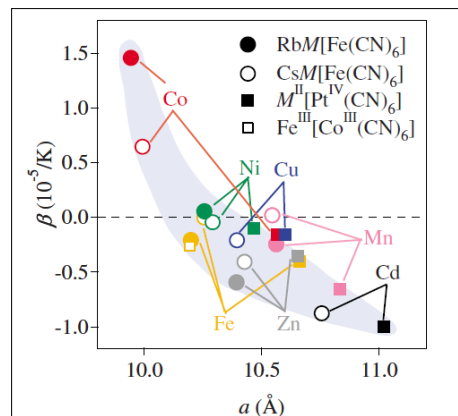 RbM[Fe(CN)₆]
CsM[Fe(CN)₆]
Mᴵᴵ[Ptᴵⱽ(CN)₆]
Feᴵᴵᴵ[Coᴵᴵᴵ(CN)₆]
β (10⁻⁵/K)
1.5
1.0
0.5
0.0
-0.5
-1.0
Co
Ni
Cu
Mn
Cd
Fe
Zn
10.0 10.5 11.0
a (Å)